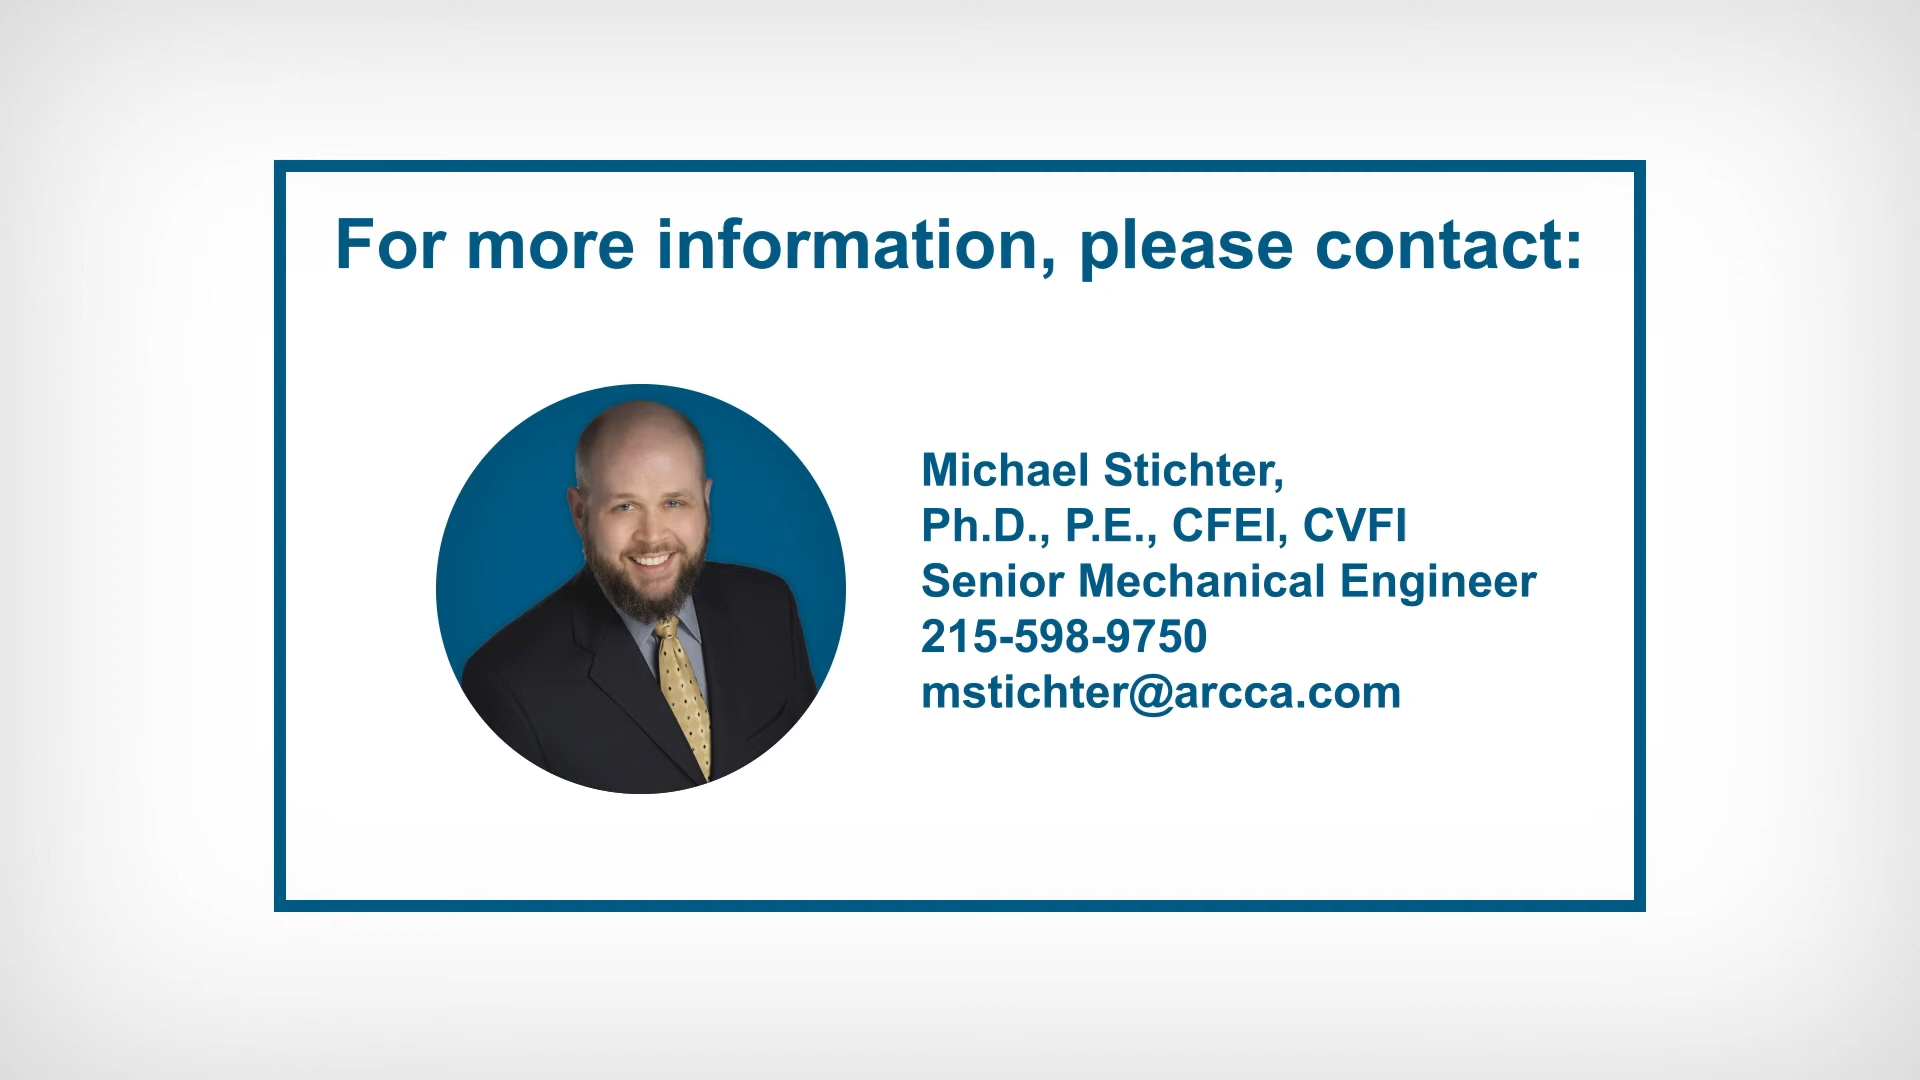 For more information, please contact:
Michael Stichter,
Ph.D., P.E., CFEI, CVFI
Senior Mechanical Engineer
215-598-9750
mstichter@arcca.com